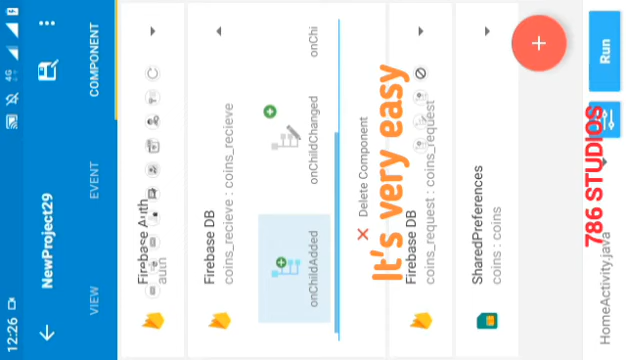 12:26
4G
NewProject29
VIEW
EVENT
COMPONENT
Firebase Auth
auth
Firebase DB
coins_recieve : coins_recieve
onChildAdded
onChildChanged
onChi
Delete Component
It's very easy
Firebase DB
coins_request : coins_request
SharedPreferences
coins : coins
HomeActivity.java
Run
786 STUDIOS